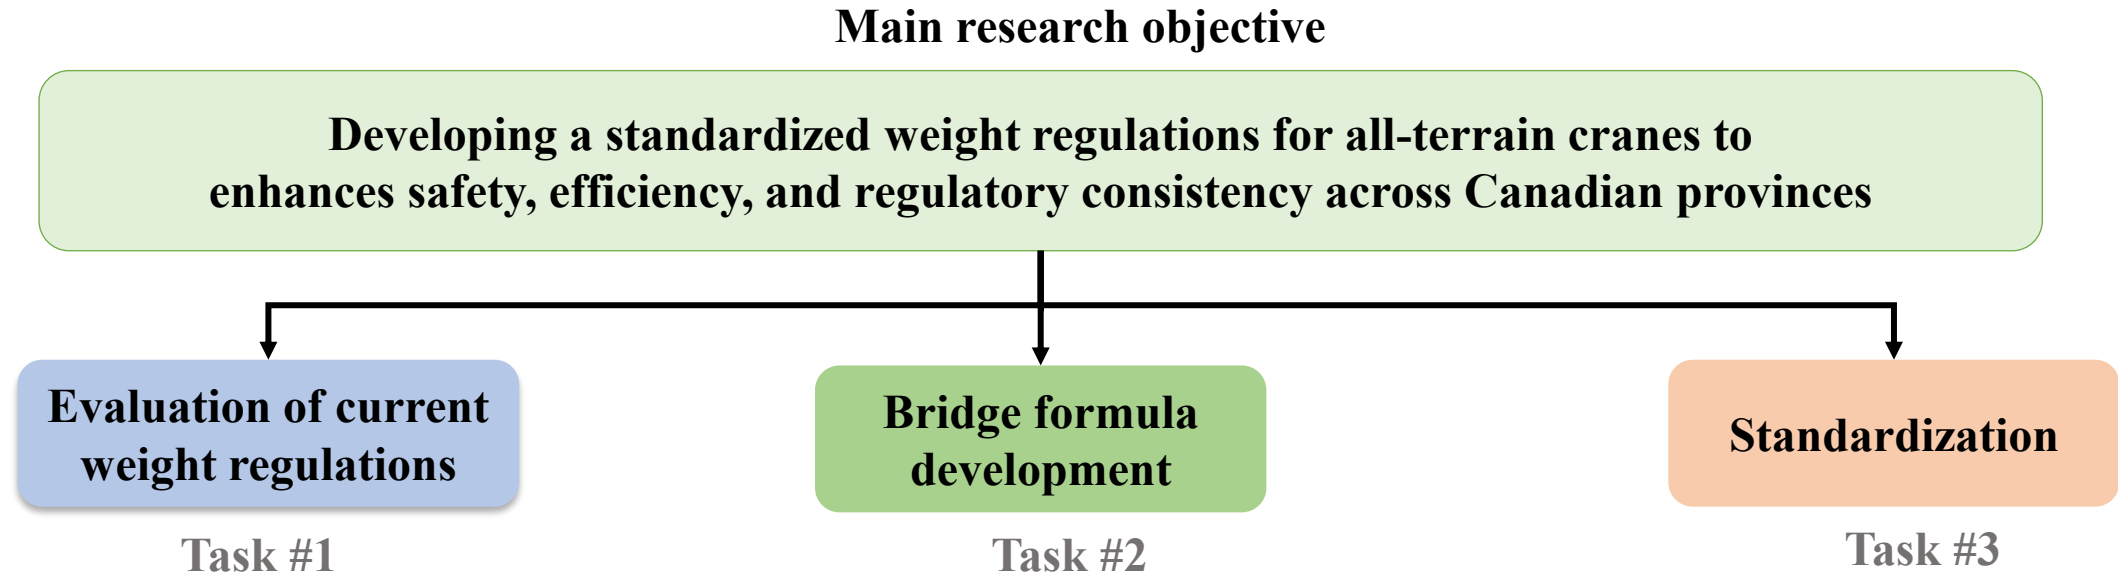 Main research objective
Developing a standardized weight regulations for all-terrain cranes to
enhances safety, efficiency, and regulatory consistency across Canadian provinces
Evaluation of current
weight regulations
Task #1
Bridge formula
development
Task #2
Standardization
Task #3